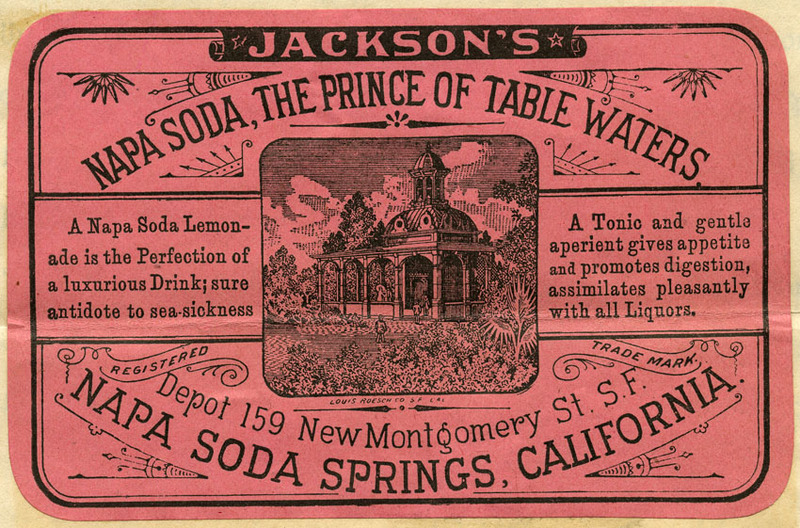 JACKSON'S
NAPA SODA, THE PRINCE OF TABLE WATERS.
A Napa Soda Lemon-
ade is the Perfection of
a luxurious Drink; sure
antidote to sea-sickness
A Tonic and gentle
aperient gives appetite
and promotes digestion,
assimilates pleasantly
with all Liquors.
LOUIS ROESCH CO. S.F. CAL.
REGISTERED
TRADE MARK.
Depot 159 New Montgomery St. S.F.
NAPA SODA SPRINGS, CALIFORNIA.